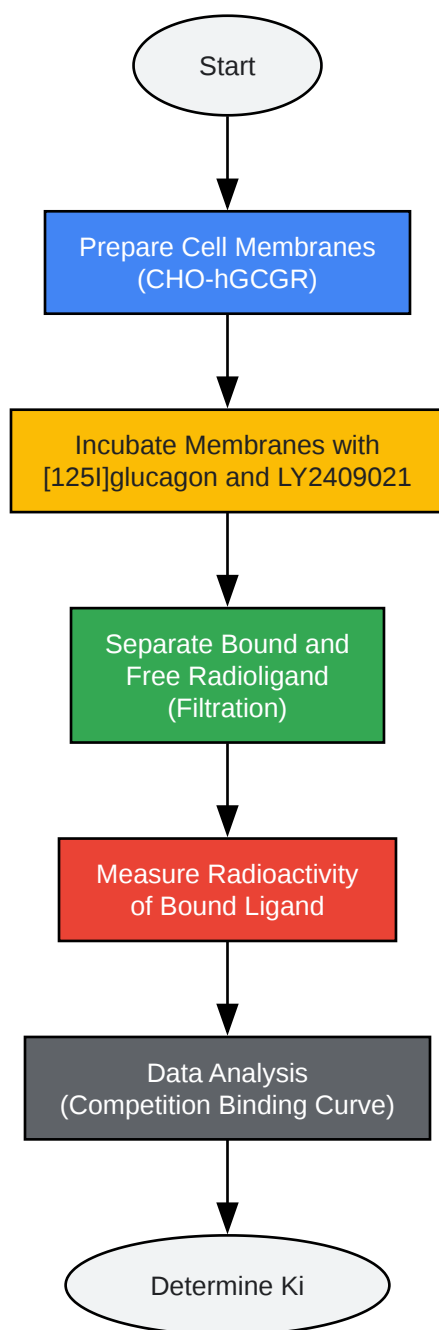 Start
Prepare Cell Membranes
(CHO-hGCGR)
Incubate Membranes with
[125I]glucagon and LY2409021
Separate Bound and
Free Radioligand
(Filtration)
Measure Radioactivity
of Bound Ligand
Data Analysis
(Competition Binding Curve)
Determine Ki